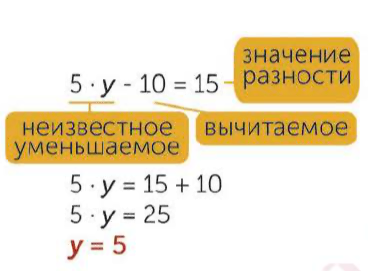 значение
разности
5 · y - 10 = 15
неизвестное
уменьшаемое
вычитаемое
5 · y = 15 + 10
5 · y = 25
y = 5